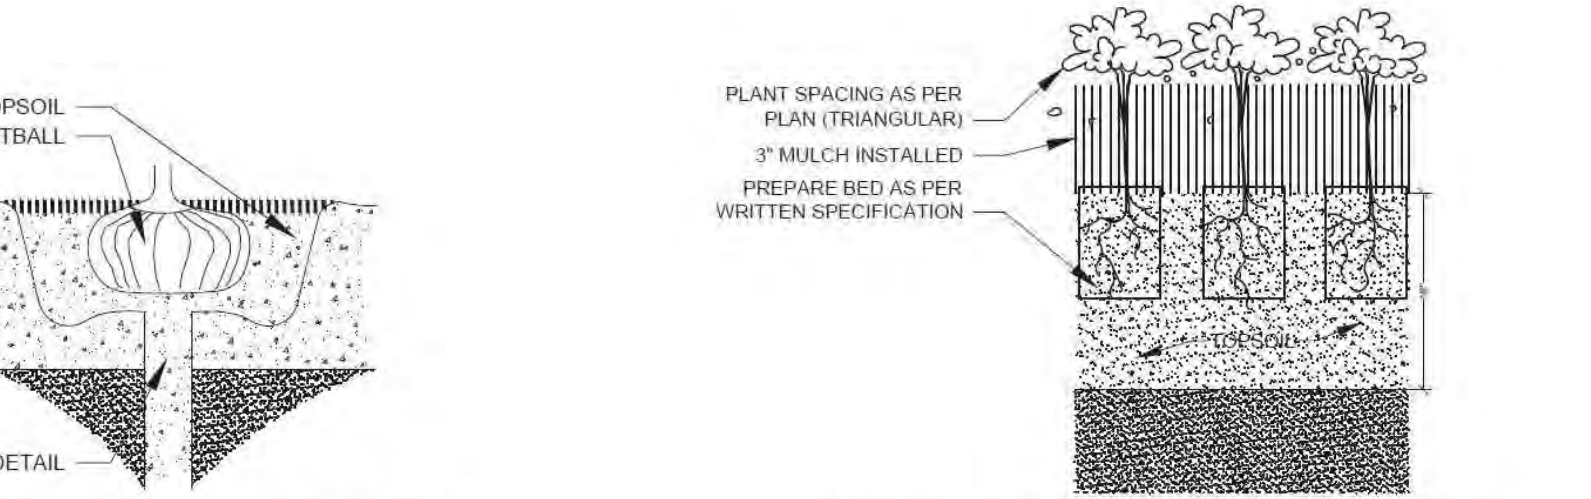 OPSOIL
TBALL
DETAIL
PLANT SPACING AS PER
PLAN (TRIANGULAR)
3" MULCH INSTALLED
PREPARE BED AS PER
WRITTEN SPECIFICATION
TOPSOIL